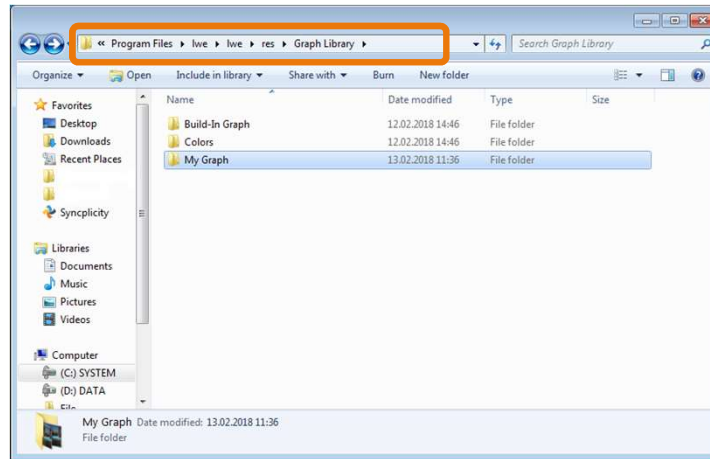 « Program Files ▸ lwe ▸ lwe ▸ res ▸ Graph Library ▸
Search Graph Library
Organize ▾ Open Include in library ▾ Share with ▾ Burn New folder
Name Date modified Type Size
Favorites
Desktop
Downloads
Recent Places
Syncplicity
Libraries
Documents
Music
Pictures
Videos
Computer
(C:) SYSTEM
(D:) DATA
File
Build-In Graph 12.02.2018 14:46 File folder
Colors 12.02.2018 14:46 File folder
My Graph 13.02.2018 11:36 File folder
My Graph Date modified: 13.02.2018 11:36
File folder